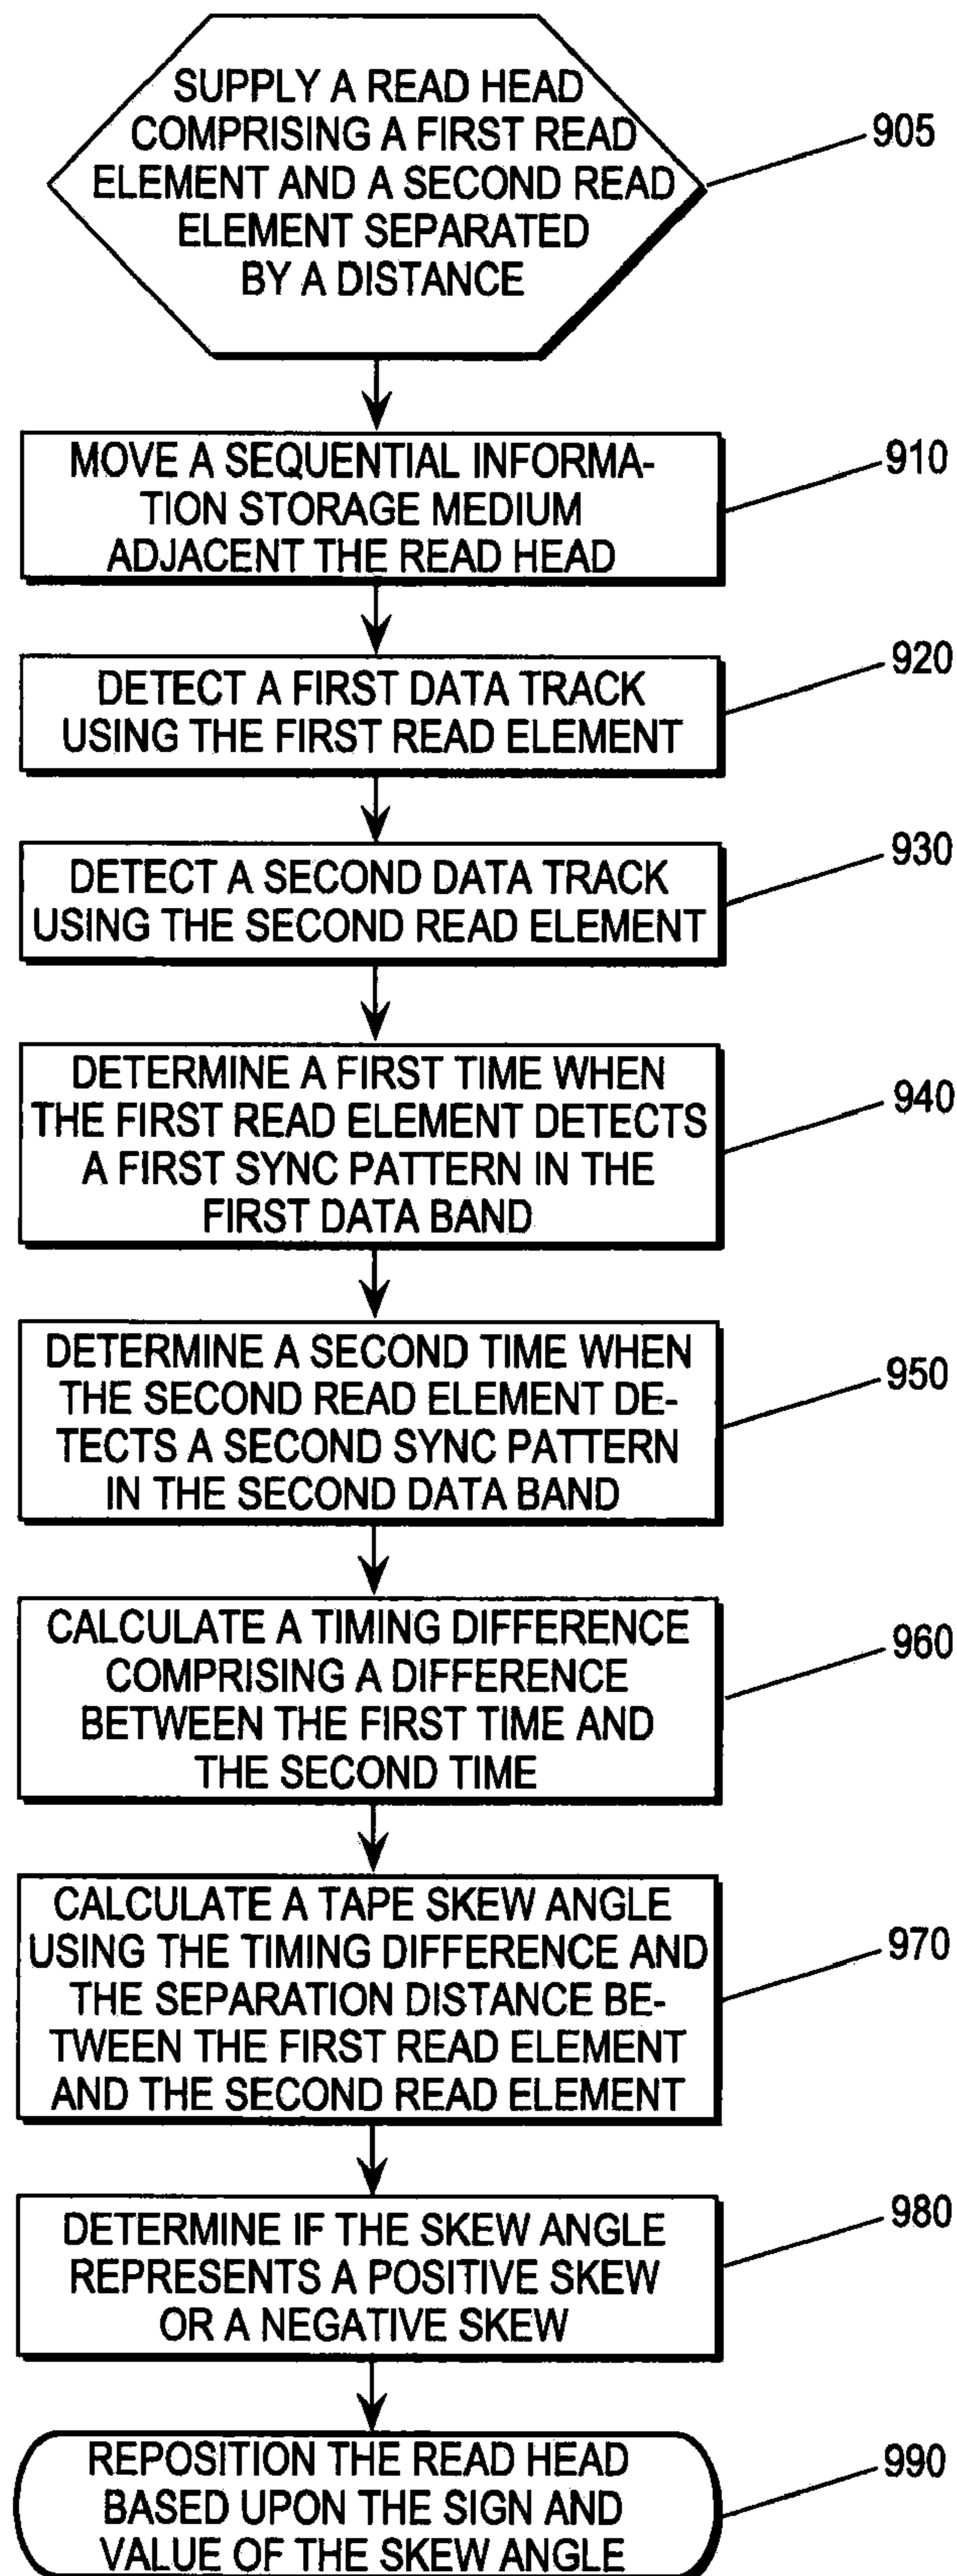 SUPPLY A READ HEAD
COMPRISING A FIRST READ
ELEMENT AND A SECOND READ
ELEMENT SEPARATED
BY A DISTANCE
905
MOVE A SEQUENTIAL INFORMA-
TION STORAGE MEDIUM
ADJACENT THE READ HEAD
910
DETECT A FIRST DATA TRACK
USING THE FIRST READ ELEMENT
920
DETECT A SECOND DATA TRACK
USING THE SECOND READ ELEMENT
930
DETERMINE A FIRST TIME WHEN
THE FIRST READ ELEMENT DETECTS
A FIRST SYNC PATTERN IN THE
FIRST DATA BAND
940
DETERMINE A SECOND TIME WHEN
THE SECOND READ ELEMENT DE-
TECTS A SECOND SYNC PATTERN
IN THE SECOND DATA BAND
950
CALCULATE A TIMING DIFFERENCE
COMPRISING A DIFFERENCE
BETWEEN THE FIRST TIME AND
THE SECOND TIME
960
CALCULATE A TAPE SKEW ANGLE
USING THE TIMING DIFFERENCE AND
THE SEPARATION DISTANCE BE-
TWEEN THE FIRST READ ELEMENT
AND THE SECOND READ ELEMENT
970
DETERMINE IF THE SKEW ANGLE
REPRESENTS A POSITIVE SKEW
OR A NEGATIVE SKEW
980
REPOSITION THE READ HEAD
BASED UPON THE SIGN AND
VALUE OF THE SKEW ANGLE
990